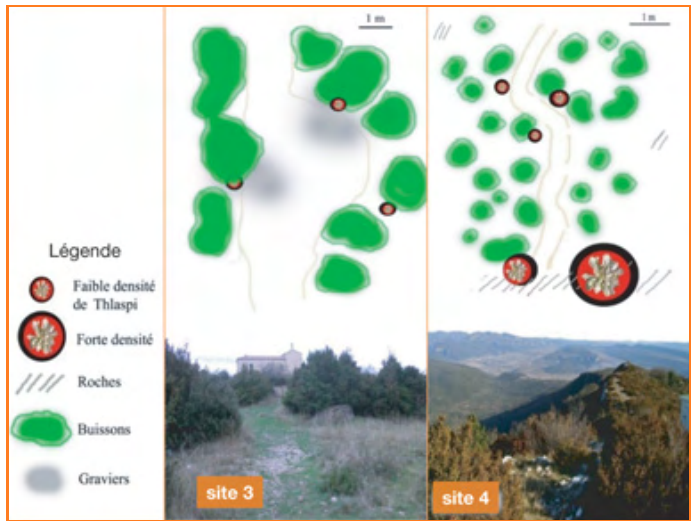 Légende
Faible densité
de Thlaspi
Forte densité
Roches
Buissons
Graviers
1 m
site 3
1 m
site 4